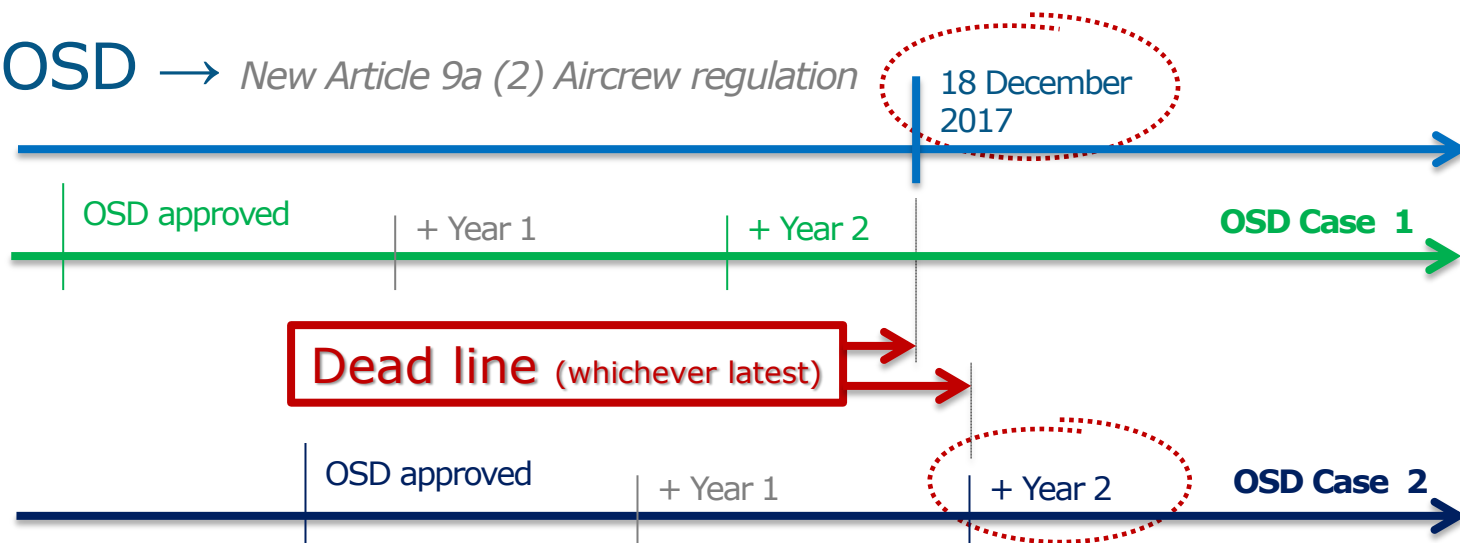 OSD → New Article 9a (2) Aircrew regulation
18 December
2017
OSD approved
+ Year 1
+ Year 2
OSD Case 1
Dead line (whichever latest)
OSD approved
+ Year 1
+ Year 2
OSD Case 2